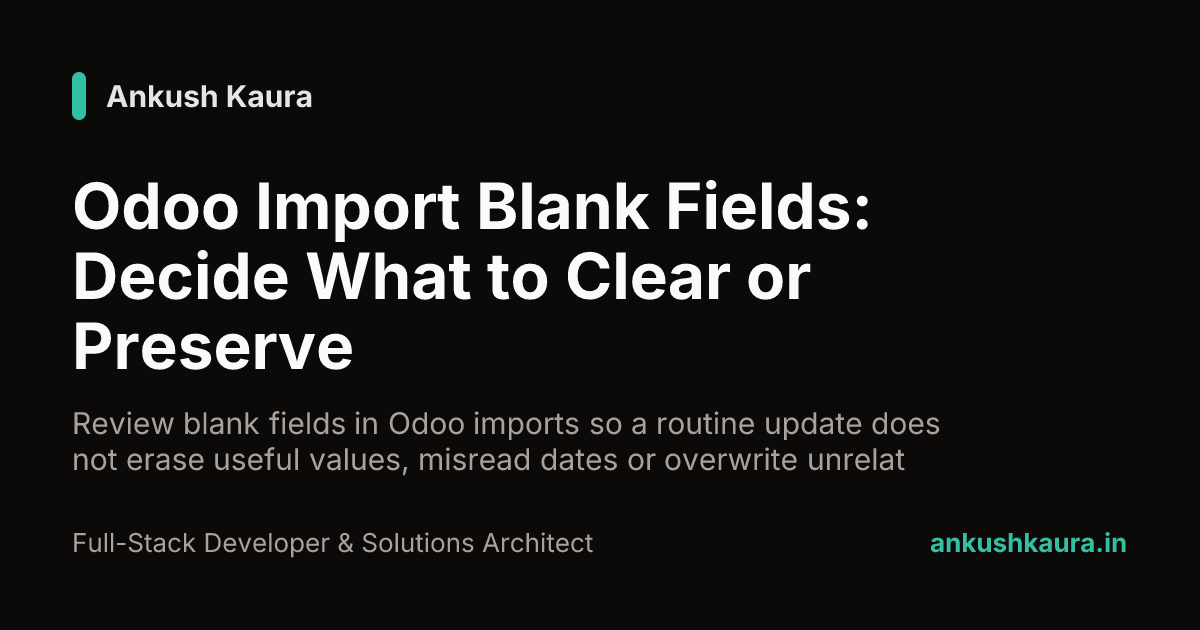 Ankush Kaura
Odoo Import Blank Fields:
Decide What to Clear or
Preserve
Review blank fields in Odoo imports so a routine update does
not erase useful values, misread dates or overwrite unrelat
Full-Stack Developer & Solutions Architect
ankushkaura.in